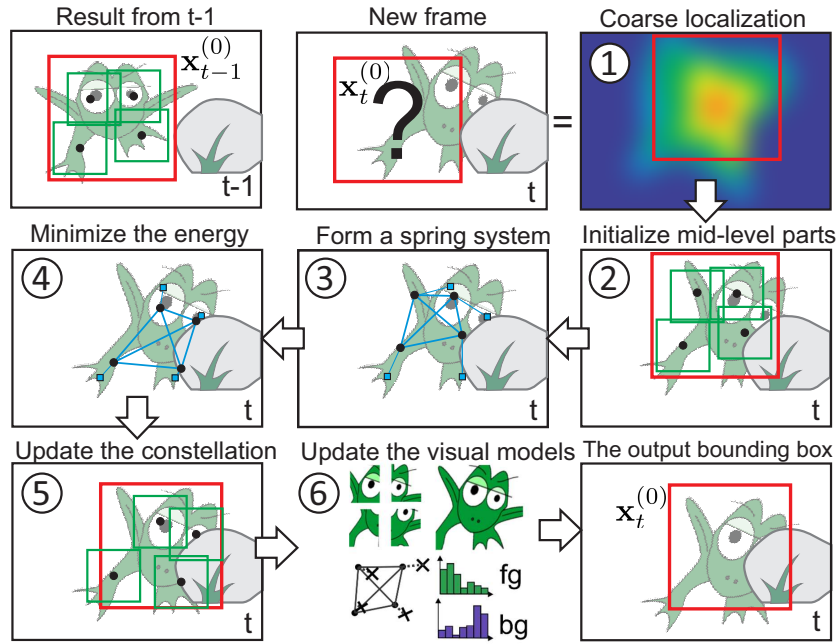 Result from t-1
New frame
Coarse localization
x_{t-1}^{(0)}
t-1
x_t^{(0)}
?
t
=
1
Minimize the energy
Form a spring system
Initialize mid-level parts
4
t
3
t
2
t
Update the constellation
Update the visual models
The output bounding box
5
t
6
fg
bg
x_t^{(0)}
t